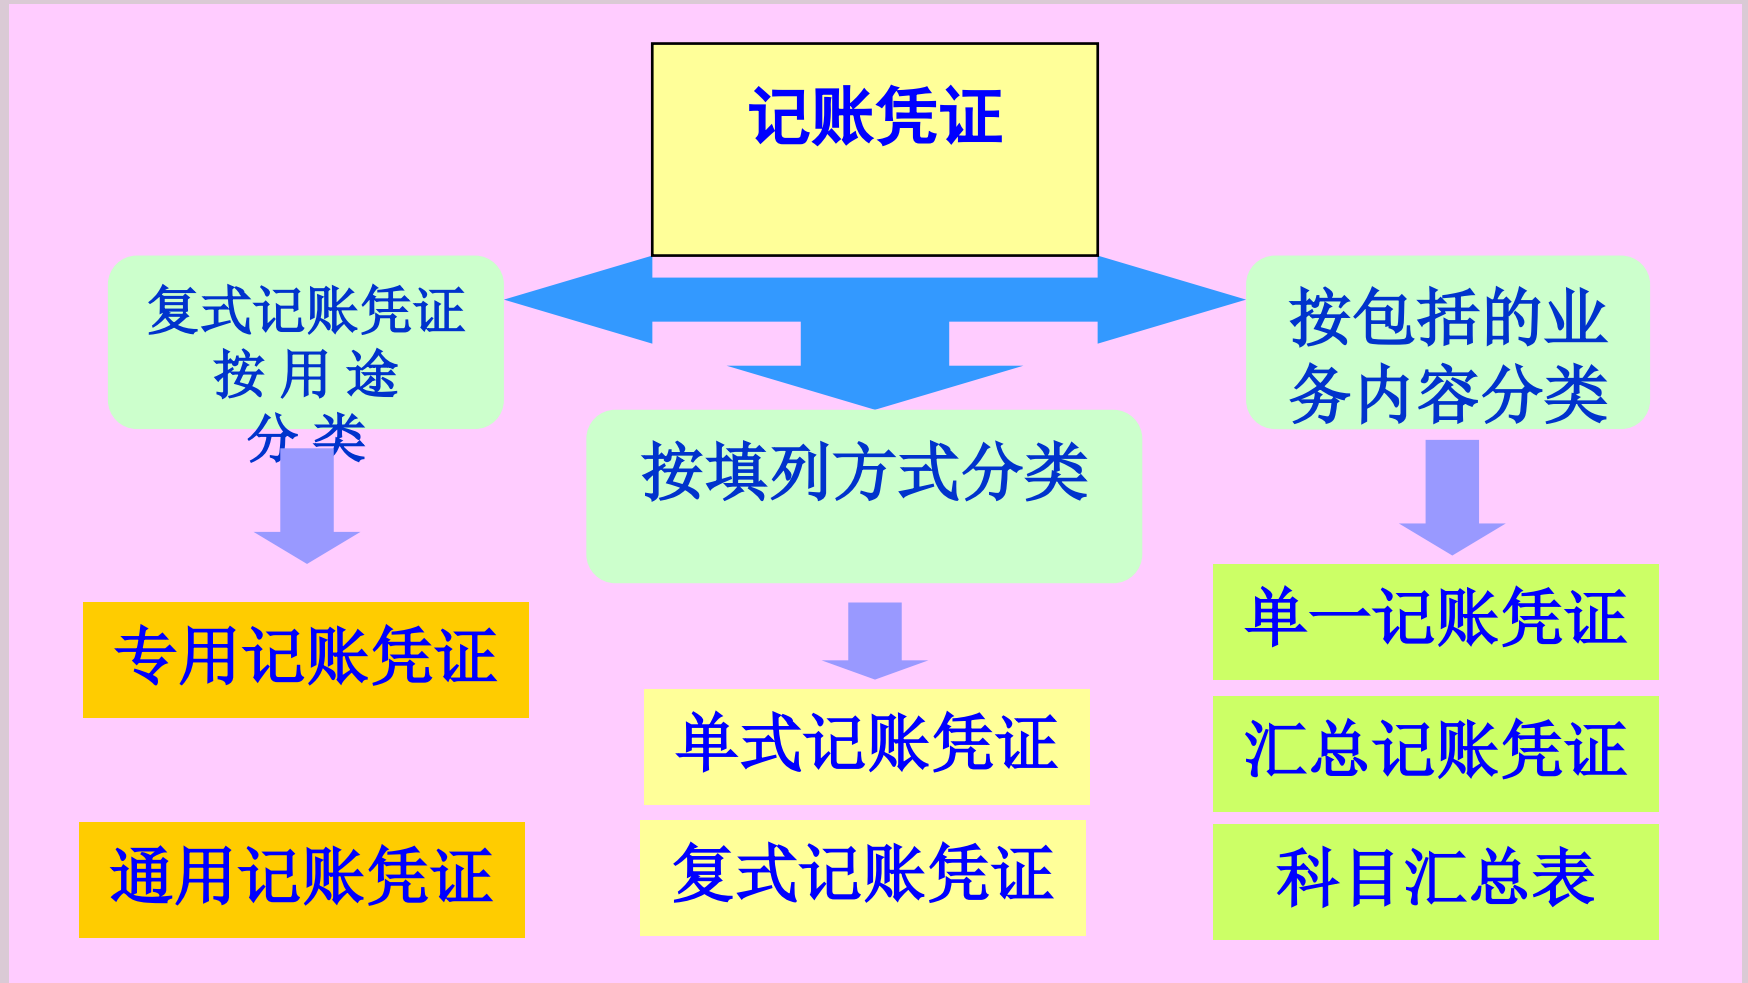 记账凭证
复式记账凭证
按 用 途
分 类
按填列方式分类
按包括的业
务内容分类
专用记账凭证
通用记账凭证
单式记账凭证
复式记账凭证
单一记账凭证
汇总记账凭证
科目汇总表